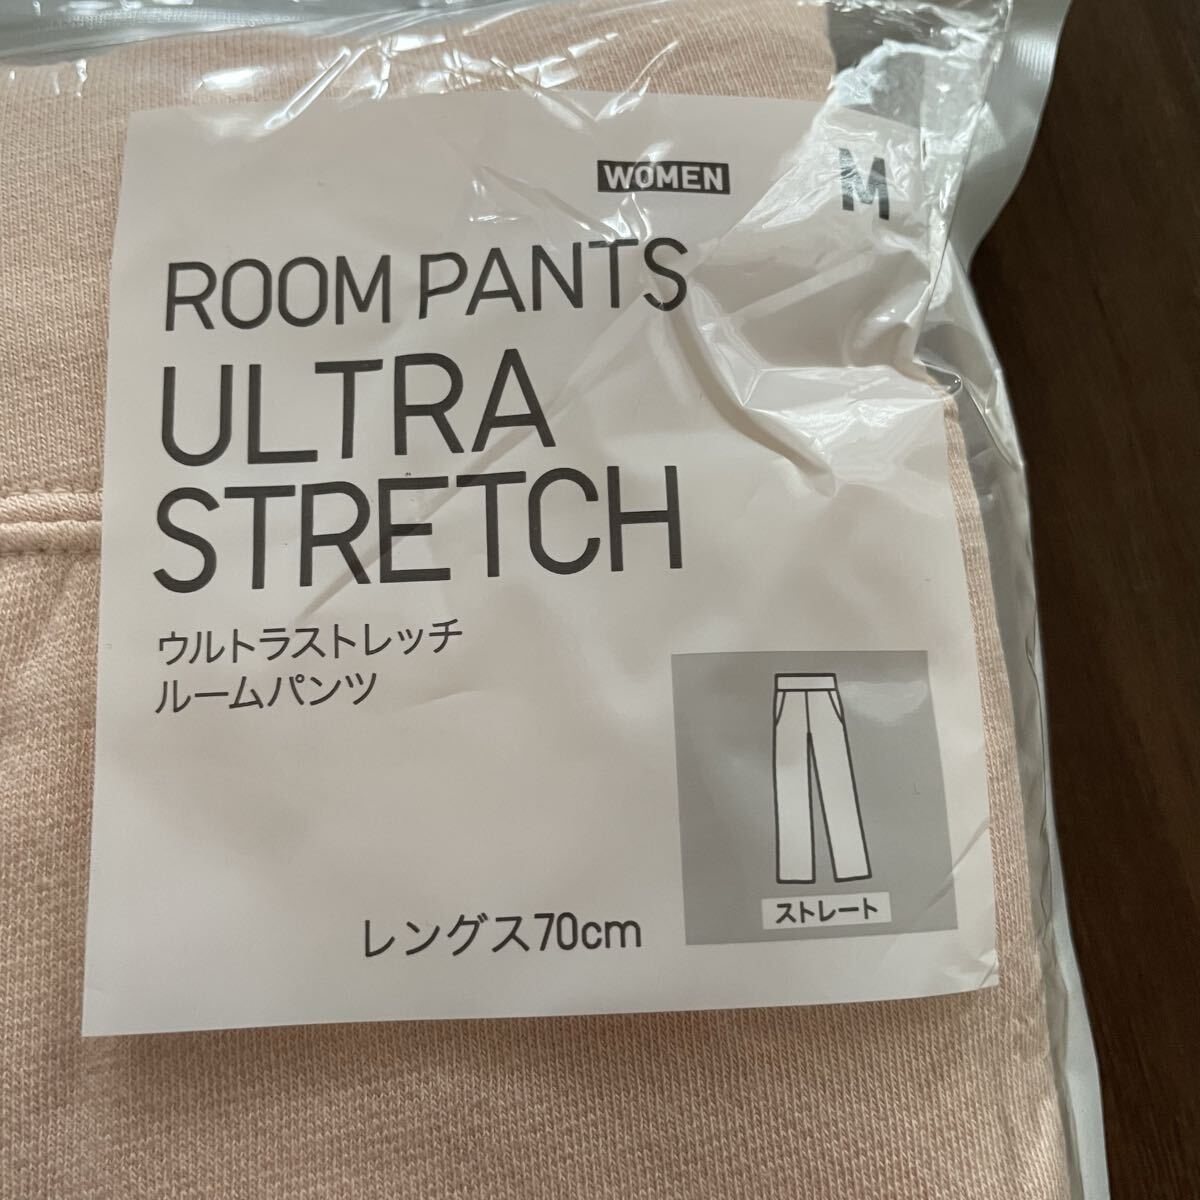 WOMEN
M
ROOM PANTS
ULTRA
STRETCH
ウルトラストレッチ
ルームパンツ
ストレート
レングス70cm